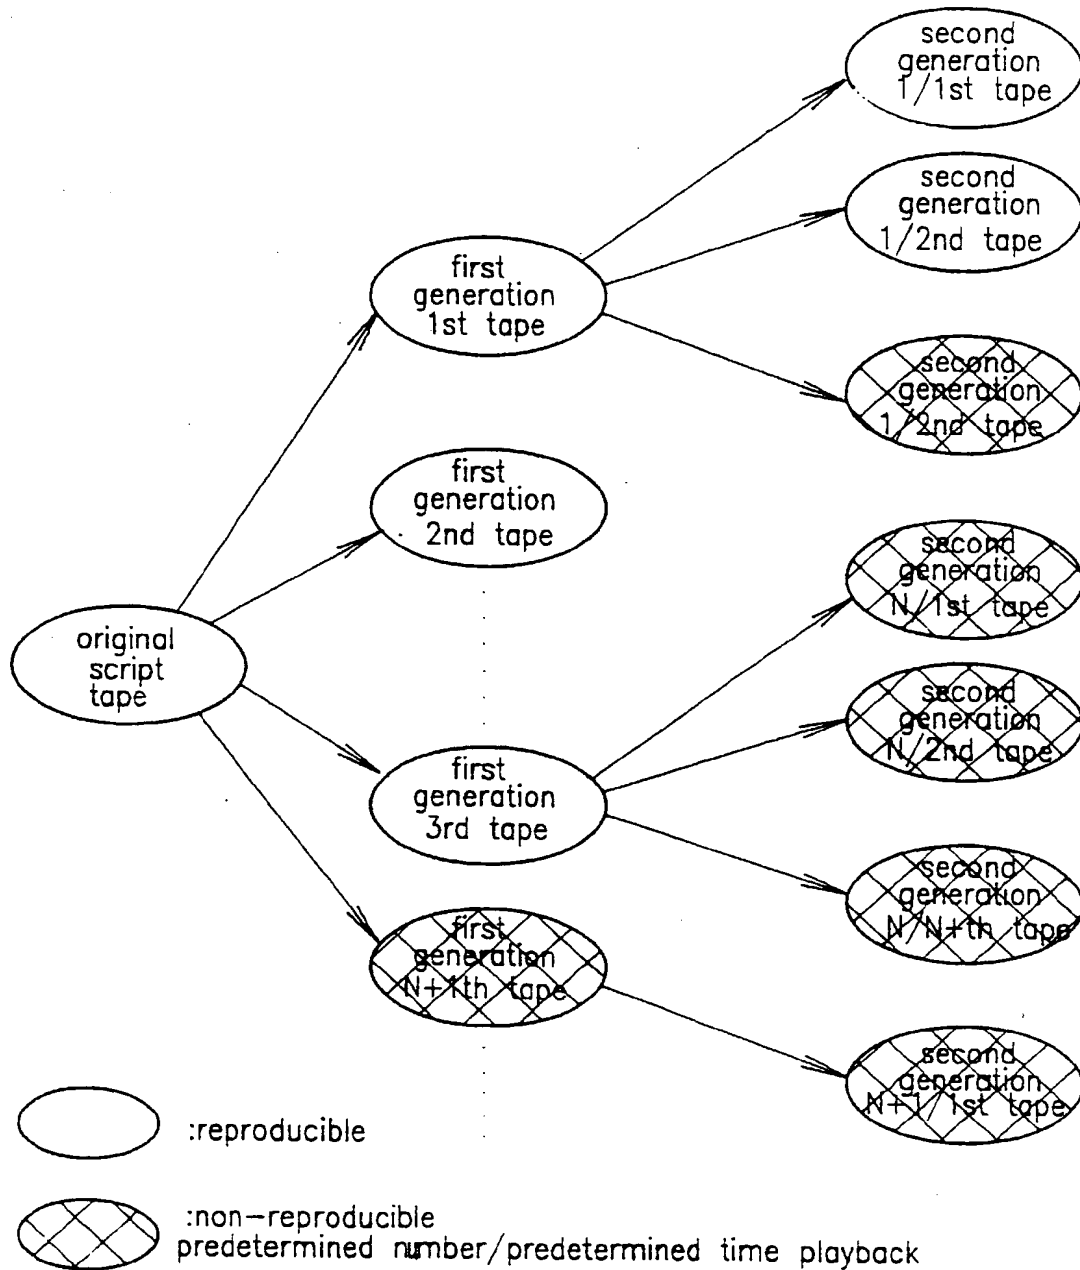 second
generation
1/1st tape
second
generation
1/2nd tape
first
generation
1st tape
second
generation
1/2nd tape
first
generation
2nd tape
second
generation
N/1st tape
original
script
tape
second
generation
N/2nd tape
first
generation
3rd tape
second
generation
N/N+th tape
first
generation
N+1th tape
second
generation
N+1/1st tape
:reproducible
:non-reproducible
predetermined number/predetermined time playback